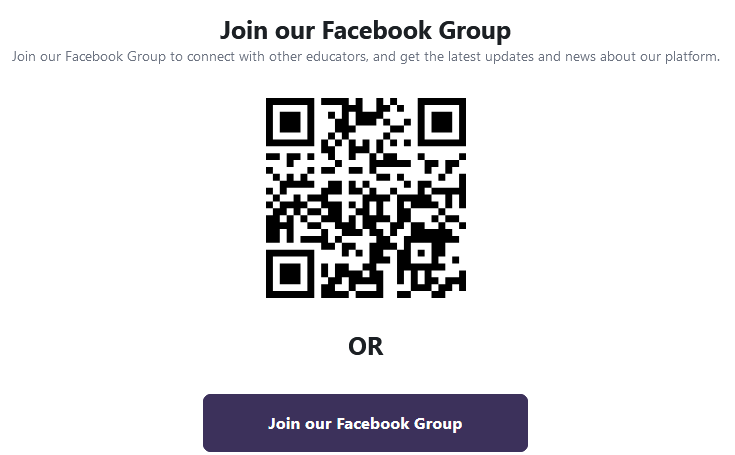 Join our Facebook Group
Join our Facebook Group to connect with other educators, and get the latest updates and news about our platform.
OR
Join our Facebook Group